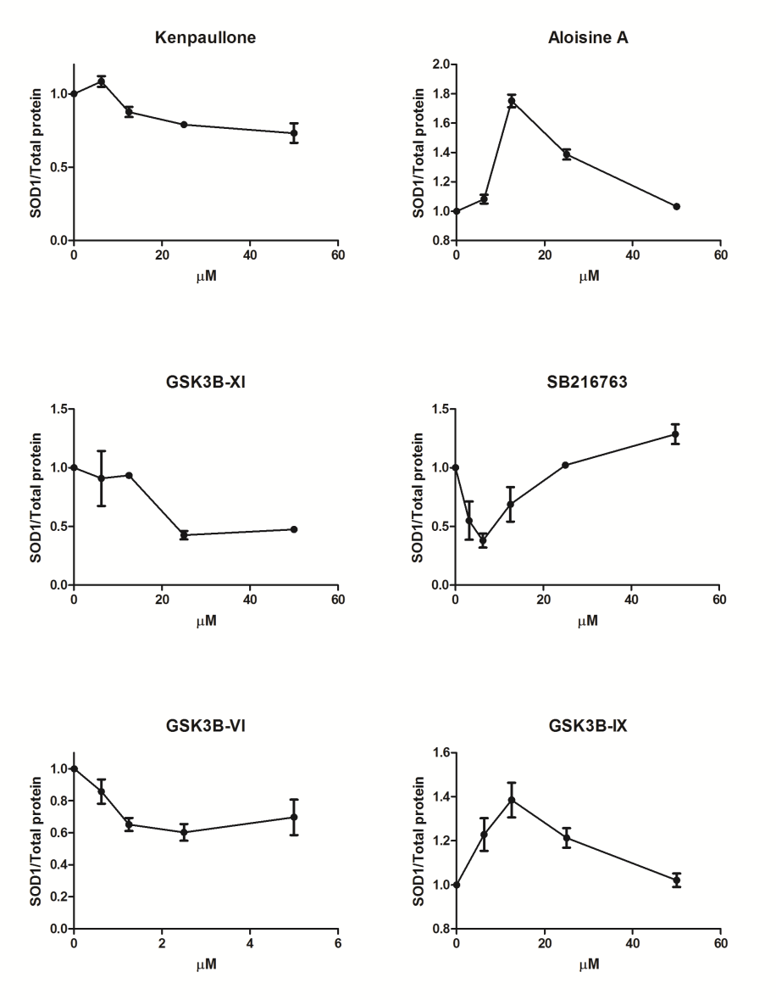 Kenpaullone
SOD1/Total protein
1.0
0.5
0.0
0 20 40 60
μM
Aloisine A
SOD1/Total protein
2.0
1.8
1.6
1.4
1.2
1.0
0.8
0 20 40 60
μM
GSK3B-XI
SOD1/Total protein
1.5
1.0
0.5
0.0
0 20 40 60
μM
SB216763
SOD1/Total protein
1.5
1.0
0.5
0.0
0 20 40 60
μM
GSK3B-VI
SOD1/Total protein
1.0
0.8
0.6
0.4
0.2
0.0
0 2 4 6
μM
GSK3B-IX
SOD1/Total protein
1.6
1.4
1.2
1.0
0.8
0 20 40 60
μM